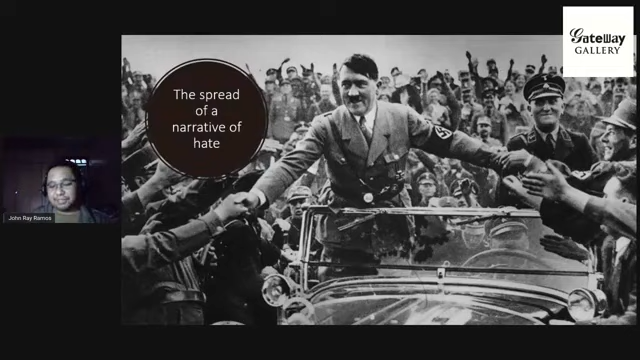 The spread
of a
narrative of
hate
GateWay
GALLERY
John Ray Ramos